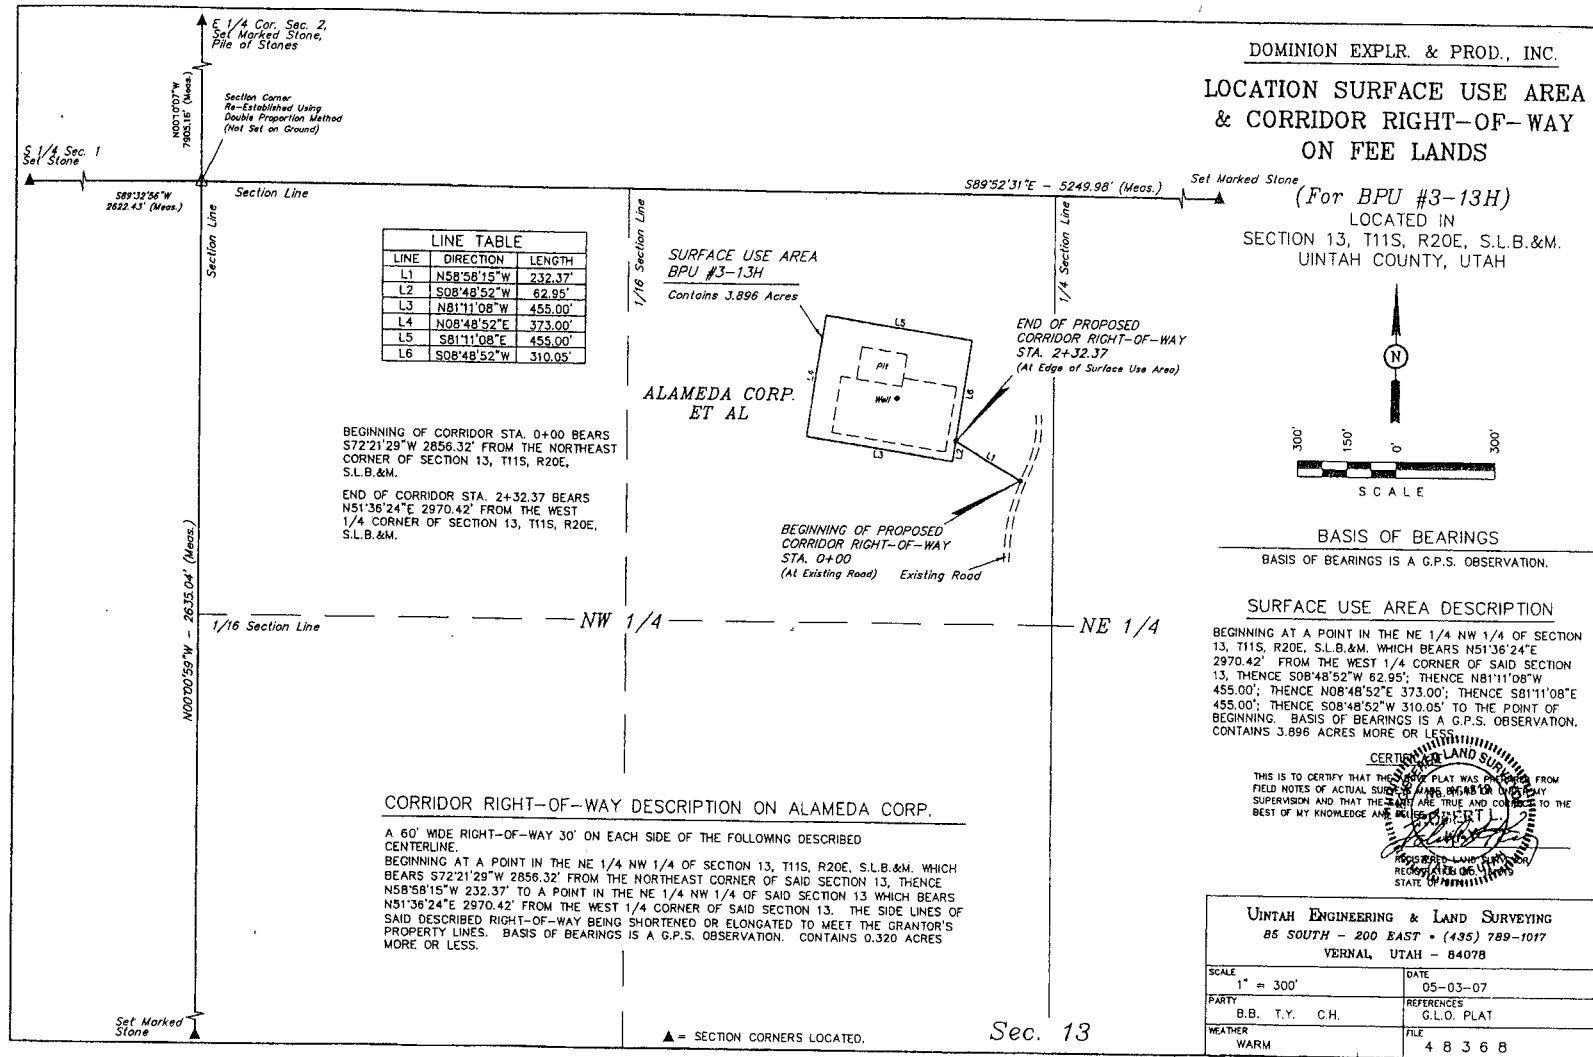 E 1/4 Cor. Sec. 2,
Set Marked Stone,
Pile of Stones
N00°10'07"W
7905.16' (Meas.)
Section Corner
Re-Established Using
Double Proportion Method
(Not Set on Ground)
S 1/4 Sec. 1
Set Stone
S89°32'56"W
2622.43' (Meas.)
Section Line
S89°52'31"E - 5249.98' (Meas.)
Set Marked Stone
Section Line
1/16 Section Line
1/4 Section Line
LINE TABLE
LINE DIRECTION LENGTH
L1 N58°58'15"W 232.37'
L2 S08°48'52"W 62.95'
L3 N81°11'08"W 455.00'
L4 N08°48'52"E 373.00'
L5 S81°11'08"E 455.00'
L6 S08°48'52"W 310.05'
SURFACE USE AREA
BPU #3-13H
Contains 3.896 Acres
L5
L4
L6
Pit
Well
L3
L2
L1
END OF PROPOSED
CORRIDOR RIGHT-OF-WAY
STA. 2+32.37
(At Edge of Surface Use Area)
ALAMEDA CORP.
ET AL
BEGINNING OF CORRIDOR STA. 0+00 BEARS
S72°21'29"W 2856.32' FROM THE NORTHEAST
CORNER OF SECTION 13, T11S, R20E,
S.L.B.&M.
END OF CORRIDOR STA. 2+32.37 BEARS
N51°36'24"E 2970.42' FROM THE WEST
1/4 CORNER OF SECTION 13, T11S, R20E,
S.L.B.&M.
BEGINNING OF PROPOSED
CORRIDOR RIGHT-OF-WAY
STA. 0+00
(At Existing Road)
Existing Road
N00°00'59"W - 2635.04' (Meas.)
1/16 Section Line
NW 1/4
NE 1/4
CORRIDOR RIGHT-OF-WAY DESCRIPTION ON ALAMEDA CORP.
A 60' WIDE RIGHT-OF-WAY 30' ON EACH SIDE OF THE FOLLOWING DESCRIBED
CENTERLINE.
BEGINNING AT A POINT IN THE NE 1/4 NW 1/4 OF SECTION 13, T11S, R20E, S.L.B.&M. WHICH
BEARS S72°21'29"W 2856.32' FROM THE NORTHEAST CORNER OF SAID SECTION 13, THENCE
N58°58'15"W 232.37' TO A POINT IN THE NE 1/4 NW 1/4 OF SAID SECTION 13 WHICH BEARS
N51°36'24"E 2970.42' FROM THE WEST 1/4 CORNER OF SAID SECTION 13. THE SIDE LINES OF
SAID DESCRIBED RIGHT-OF-WAY BEING SHORTENED OR ELONGATED TO MEET THE GRANTOR'S
PROPERTY LINES. BASIS OF BEARINGS IS A G.P.S. OBSERVATION. CONTAINS 0.320 ACRES
MORE OR LESS.
Set Marked
Stone
▲ = SECTION CORNERS LOCATED.
Sec. 13
DOMINION EXPLR. & PROD., INC.
LOCATION SURFACE USE AREA
& CORRIDOR RIGHT-OF-WAY
ON FEE LANDS
(For BPU #3-13H)
LOCATED IN
SECTION 13, T11S, R20E, S.L.B.&M.
UINTAH COUNTY, UTAH
N
300' 150' 0' 300'
SCALE
BASIS OF BEARINGS
BASIS OF BEARINGS IS A G.P.S. OBSERVATION.
SURFACE USE AREA DESCRIPTION
BEGINNING AT A POINT IN THE NE 1/4 NW 1/4 OF SECTION
13, T11S, R20E, S.L.B.&M. WHICH BEARS N51°36'24"E
2970.42' FROM THE WEST 1/4 CORNER OF SAID SECTION
13, THENCE S08°48'52"W 62.95'; THENCE N81°11'08"W
455.00'; THENCE N08°48'52"E 373.00'; THENCE S81°11'08"E
455.00'; THENCE S08°48'52"W 310.05' TO THE POINT OF
BEGINNING. BASIS OF BEARINGS IS A G.P.S. OBSERVATION.
CONTAINS 3.896 ACRES MORE OR LESS.
THIS IS TO CERTIFY THAT THE PLAT WAS FROM
FIELD NOTES OF ACTUAL MY
SUPERVISION AND THAT THE ARE TRUE AND TO THE
BEST OF MY KNOWLEDGE AND
LAND
REGISTERED LAND SURVEYOR
STATE OF
UINTAH ENGINEERING & LAND SURVEYING
85 SOUTH - 200 EAST • (435) 789-1017
VERNAL, UTAH - 84078
SCALE
1" = 300'
DATE
05-03-07
PARTY
B.B. T.Y. C.H.
REFERENCES
G.L.O. PLAT
WEATHER
WARM
FILE
4 8 3 6 8